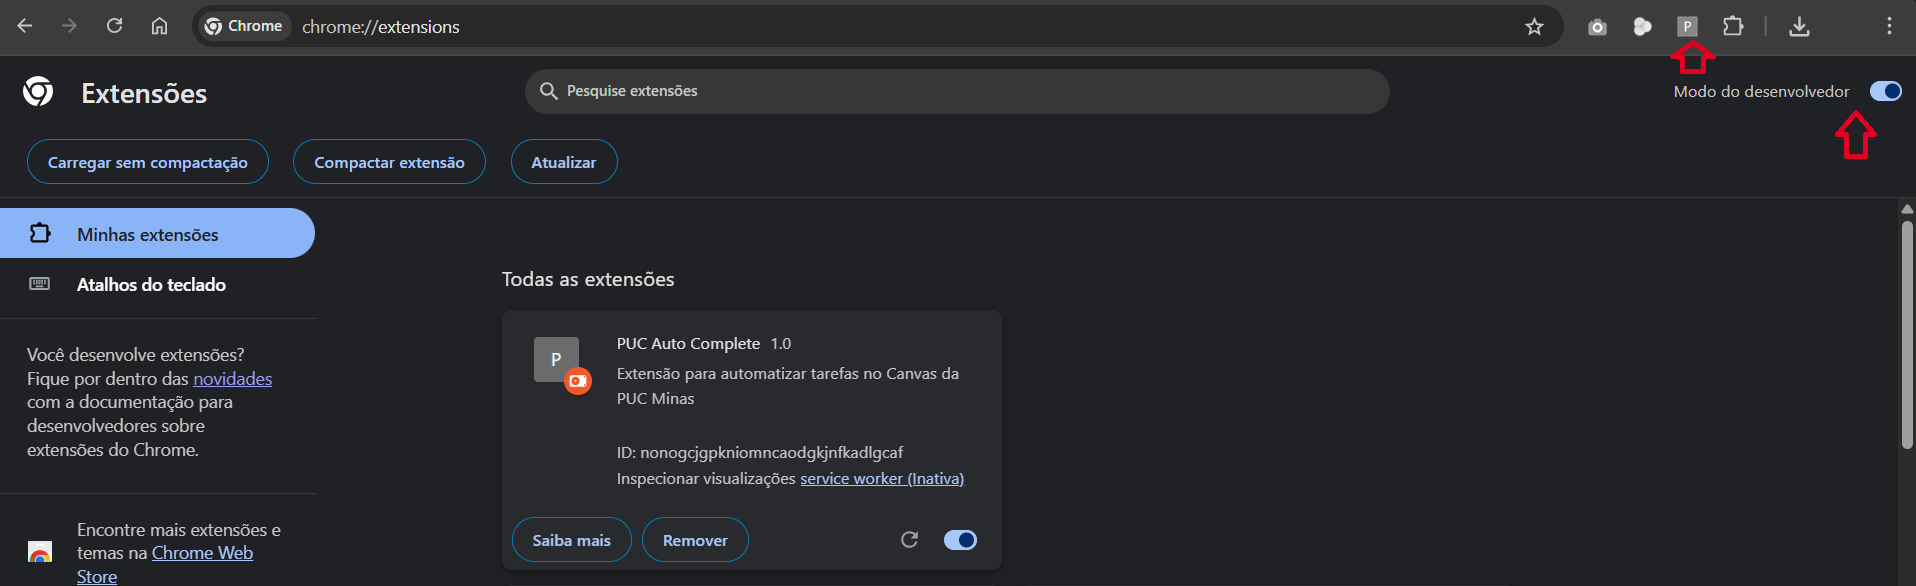 Chrome
chrome://extensions
P
Extensões
Pesquise extensões
Modo do desenvolvedor
Carregar sem compactação
Compactar extensão
Atualizar
Minhas extensões
Atalhos do teclado
Você desenvolve extensões?
Fique por dentro das novidades
com a documentação para
desenvolvedores sobre
extensões do Chrome.
Encontre mais extensões e
temas na Chrome Web
Store
Todas as extensões
P
PUC Auto Complete 1.0
Extensão para automatizar tarefas no Canvas da
PUC Minas
ID: nonogcjgpkniomncaodgkjnfkadlgcaf
Inspecionar visualizações service worker (Inativa)
Saiba mais
Remover